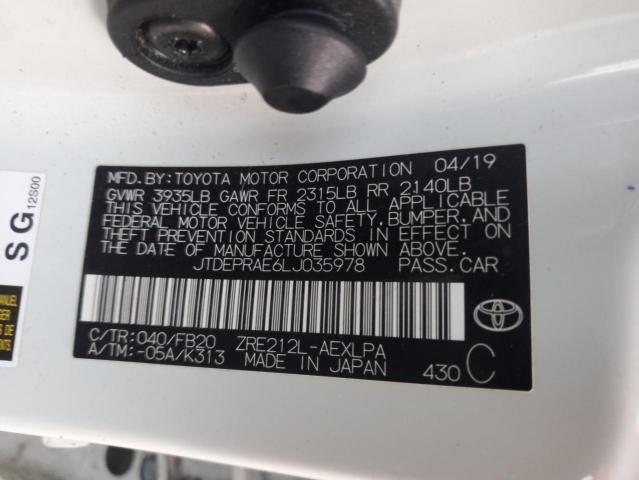 MFD.BY:TOYOTA MOTOR CORPORATION 04/19
GVWR 3935LB GAWR FR 2315LB RR 2140LB
THIS VEHICLE CONFORMS TO ALL APPLICABLE
FEDERAL MOTOR VEHICLE SAFETY,BUMPER,AND
THEFT PREVENTION STANDARDS IN EFFECT ON
THE DATE OF MANUFACTURE SHOWN ABOVE.
JTDEPRAE6LJ035978 PASS.CAR
C/TR:040/FB20 ZRE212L-AEXLPA
A/TM:-05A/K313 MADE IN JAPAN 430 C
SG
12S00